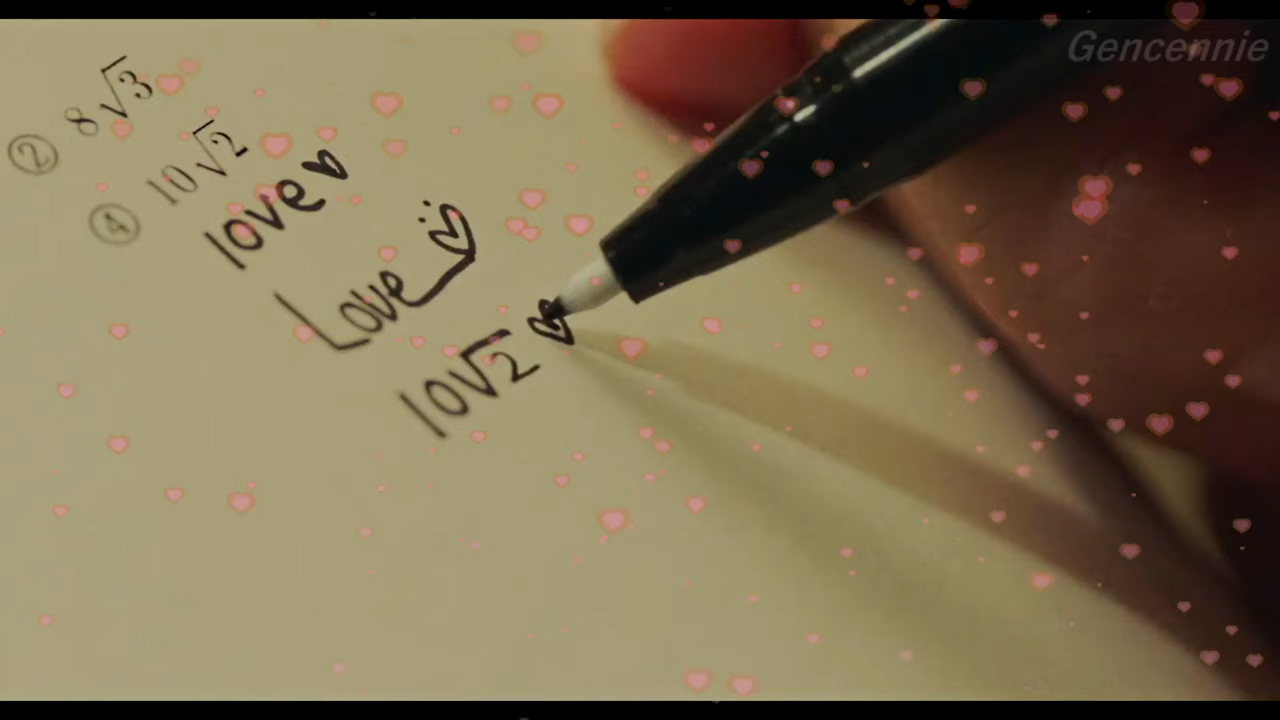 Gencennie
② 8√3
④ 10√2
love
Love
10√2